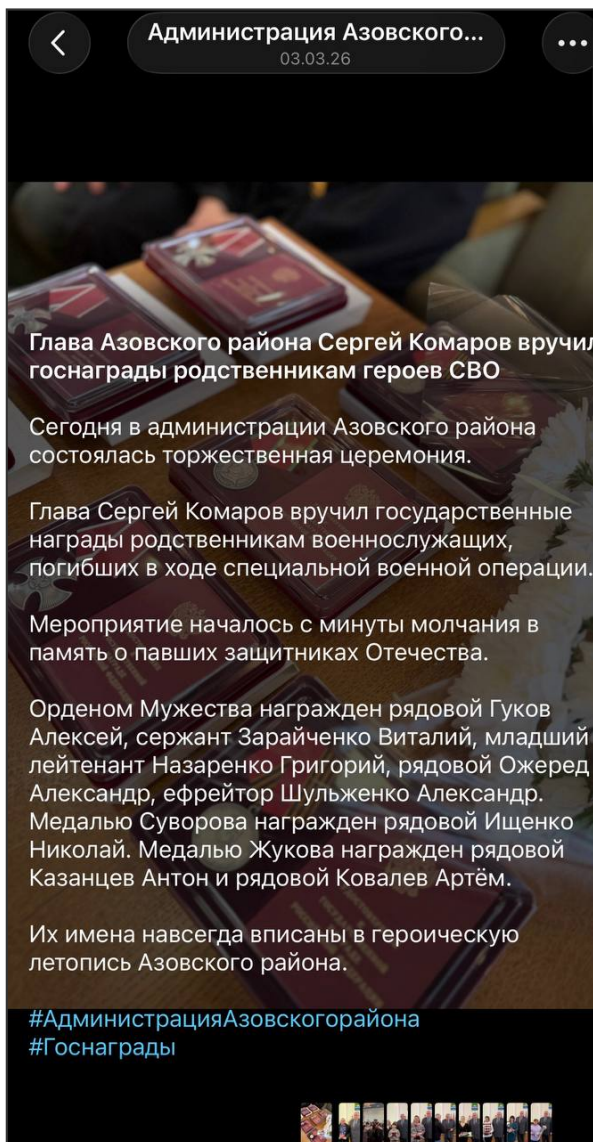 Администрация Азовского...
03.03.26
Глава Азовского района Сергей Комаров вручил
госнаграды родственникам героев СВО
Сегодня в администрации Азовского района
состоялась торжественная церемония.
Глава Сергей Комаров вручил государственные
награды родственникам военнослужащих,
погибших в ходе специальной военной операции.
Мероприятие началось с минуты молчания в
память о павших защитниках Отечества.
Орденом Мужества награжден рядовой Гуков
Алексей, сержант Зарайченко Виталий, младший
лейтенант Назаренко Григорий, рядовой Ожеред
Александр, ефрейтор Шульженко Александр.
Медалью Суворова награжден рядовой Ищенко
Николай. Медалью Жукова награжден рядовой
Казанцев Антон и рядовой Ковалев Артём.
Их имена навсегда вписаны в героическую
летопись Азовского района.
#АдминистрацияАзовскогорайона
#Госнаграды